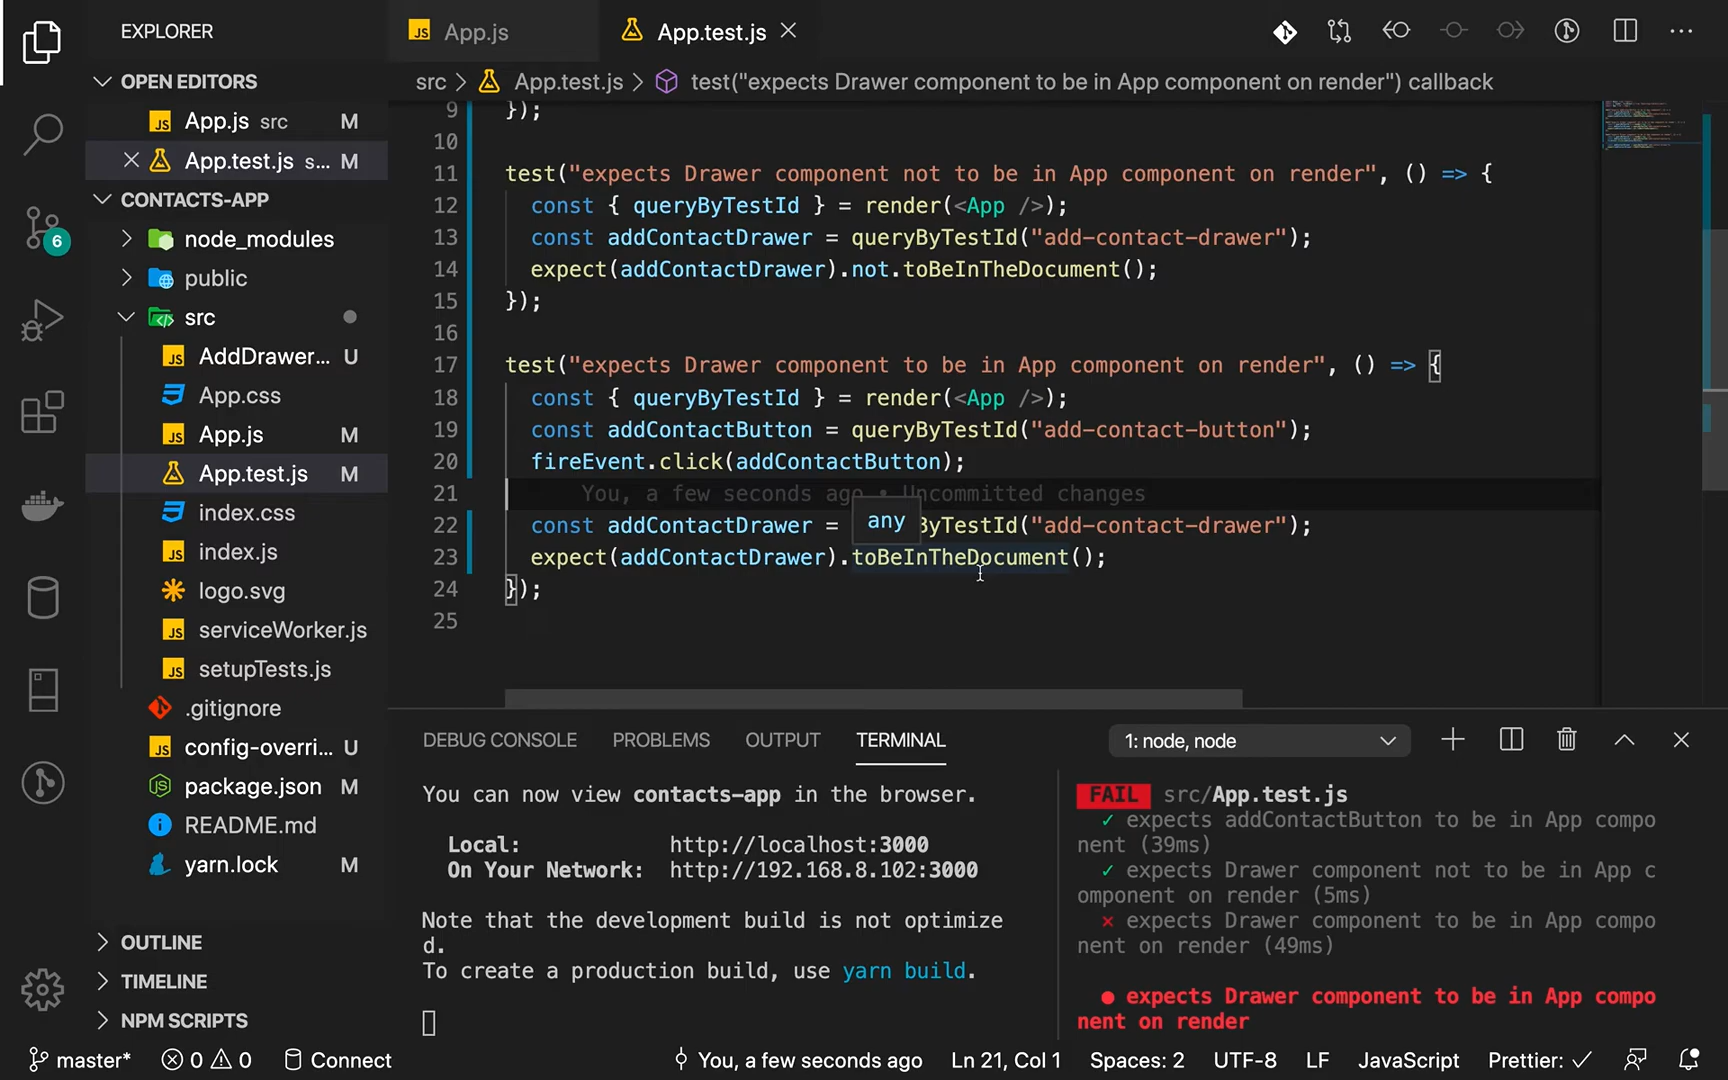 EXPLORER
App.js
App.test.js
OPEN EDITORS
App.js src M
App.test.js s... M
CONTACTS-APP
node_modules
public
src
AddDrawer... U
App.css
App.js M
App.test.js M
index.css
index.js
logo.svg
serviceWorker.js
setupTests.js
.gitignore
config-overri... U
package.json M
README.md
yarn.lock M
OUTLINE
TIMELINE
NPM SCRIPTS
6
src > App.test.js > test("expects Drawer component to be in App component on render") callback
9 });
10
11 test("expects Drawer component not to be in App component on render", () => {
12 const { queryByTestId } = render(<App />);
13 const addContactDrawer = queryByTestId("add-contact-drawer");
14 expect(addContactDrawer).not.toBeInTheDocument();
15 });
16
17 test("expects Drawer component to be in App component on render", () => {
18 const { queryByTestId } = render(<App />);
19 const addContactButton = queryByTestId("add-contact-button");
20 fireEvent.click(addContactButton);
21 You, a few seconds ago • Uncommitted changes
any
22 const addContactDrawer = ByTestId("add-contact-drawer");
23 expect(addContactDrawer).toBeInTheDocument();
24 });
25
DEBUG CONSOLE PROBLEMS OUTPUT TERMINAL
1: node, node
You can now view contacts-app in the browser.
Local: http://localhost:3000
On Your Network: http://192.168.8.102:3000
Note that the development build is not optimize
d.
To create a production build, use yarn build.
FAIL src/App.test.js
✓ expects addContactButton to be in App compo
nent (39ms)
✓ expects Drawer component not to be in App c
omponent on render (5ms)
✕ expects Drawer component to be in App compo
nent on render (49ms)
● expects Drawer component to be in App compo
nent on render
master* 0 0 Connect You, a few seconds ago Ln 21, Col 1 Spaces: 2 UTF-8 LF JavaScript Prettier: ✓